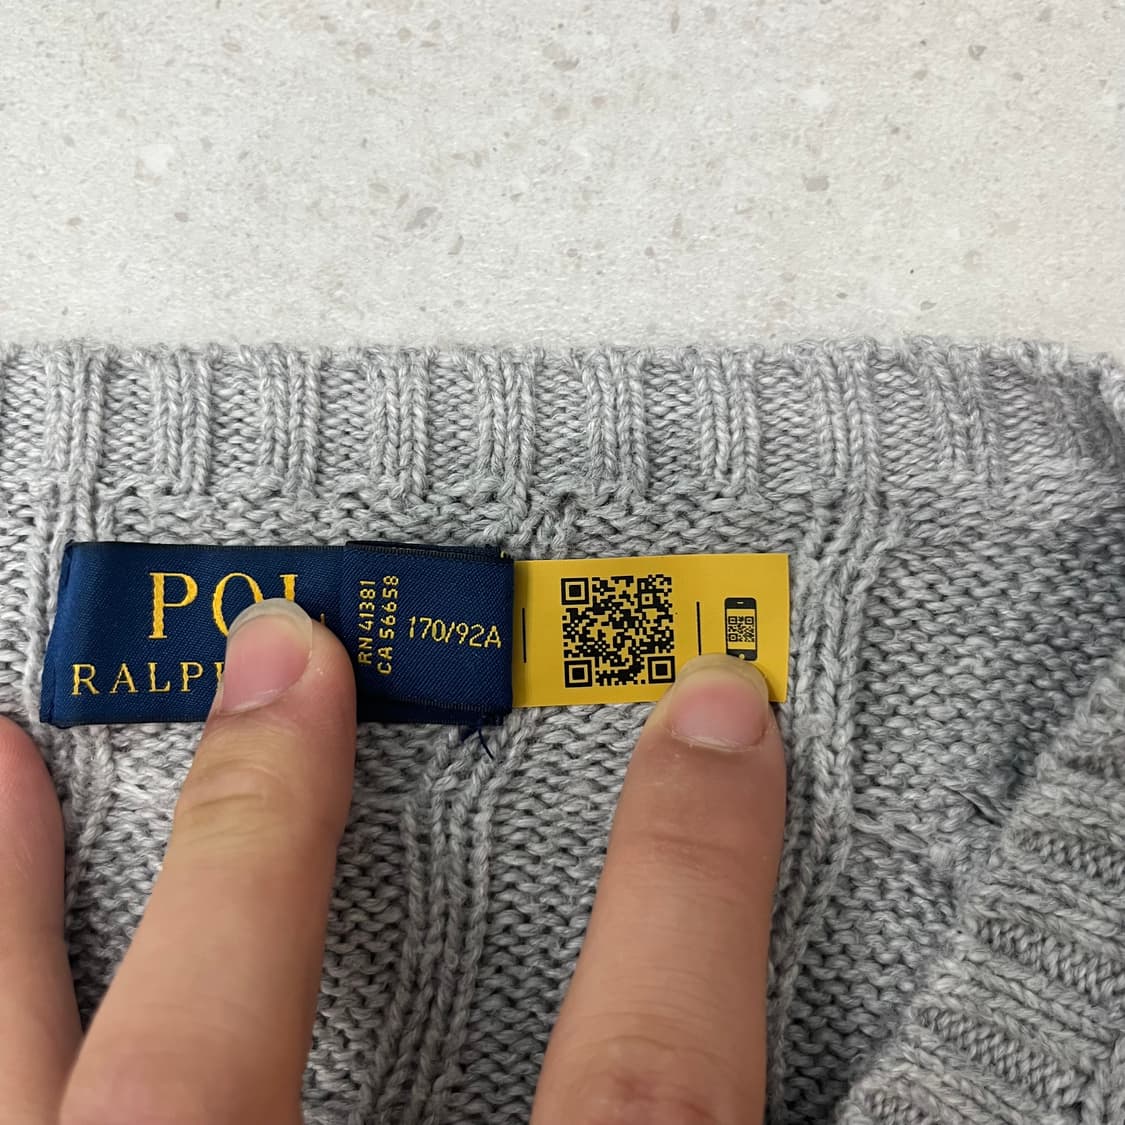 POL
RALPH
RN 41381
CA 56658
170/92A